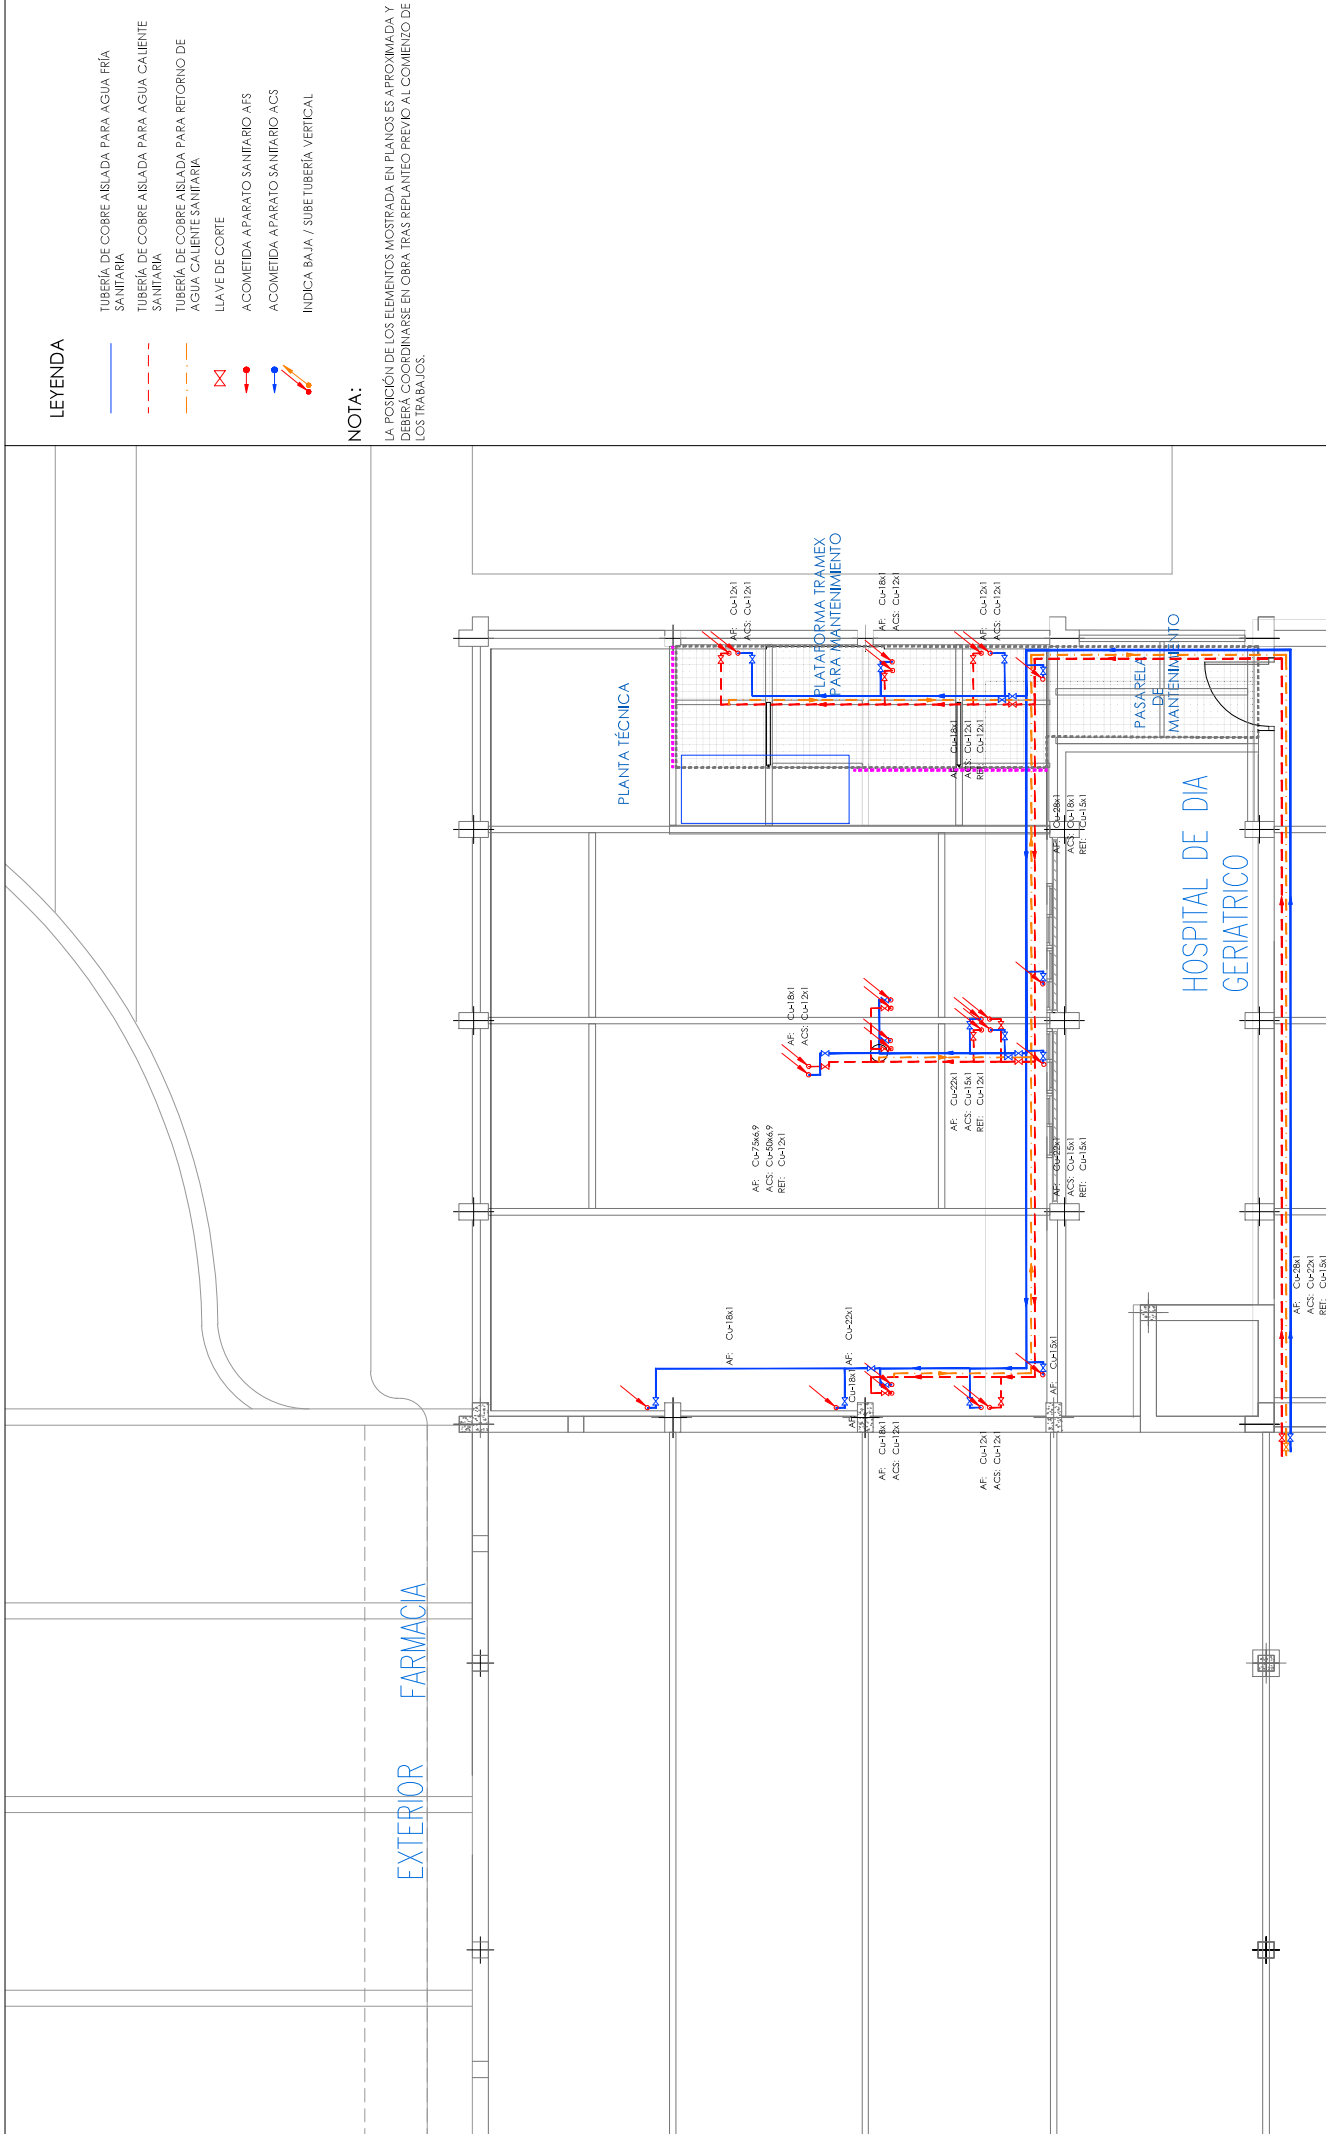 LEYENDA
TUBERÍA DE COBRE AISLADA PARA AGUA FRÍA
SANITARIA
TUBERÍA DE COBRE AISLADA PARA AGUA CALIENTE
SANITARIA
TUBERÍA DE COBRE AISLADA PARA RETORNO DE
AGUA CALIENTE SANITARIA
LLAVE DE CORTE
ACOMETIDA APARATO SANITARIO AFS
ACOMETIDA APARATO SANITARIO ACS
INDICA BAJA / SUBE TUBERÍA VERTICAL
NOTA:
LA POSICIÓN DE LOS ELEMENTOS MOSTRADA EN PLANOS ES APROXIMADA Y
DEBERÁ COORDINARSE EN OBRA TRAS REPLANTEO PREVIO AL COMIENZO DE
LOS TRABAJOS.
PLANTA TÉCNICA
PLATAFORMA TRAMEX
PARA MANTENIMIENTO
PASARELA
DE
MANTENIMIENTO
HOSPITAL DE DIA
GERIATRICO
EXTERIOR FARMACIA
AF: Cu-12x1
ACS: Cu-12x1
AF: Cu-18x1
ACS: Cu-12x1
AF: Cu-12x1
ACS: Cu-12x1
AF: Cu-18x1
ACS: Cu-12x1
RET: Cu-12x1
AF: Cu-28x1
ACS: Cu-18x1
RET: Cu-15x1
AF: Cu-18x1
ACS: Cu-12x1
AF: Cu-22x1
ACS: Cu-15x1
RET: Cu-12x1
AF: Cu-75x6.9
ACS: Cu-50x6.9
RET: Cu-12x1
AF: Cu-22x1
ACS: Cu-15x1
RET: Cu-15x1
AF: Cu-18x1
AF: Cu-22x1
AF: Cu-18x1
AF: Cu-15x1
AF: Cu-18x1
ACS: Cu-12x1
AF: Cu-12x1
ACS: Cu-12x1
AF: Cu-28x1
ACS: Cu-22x1
RET: Cu-15x1